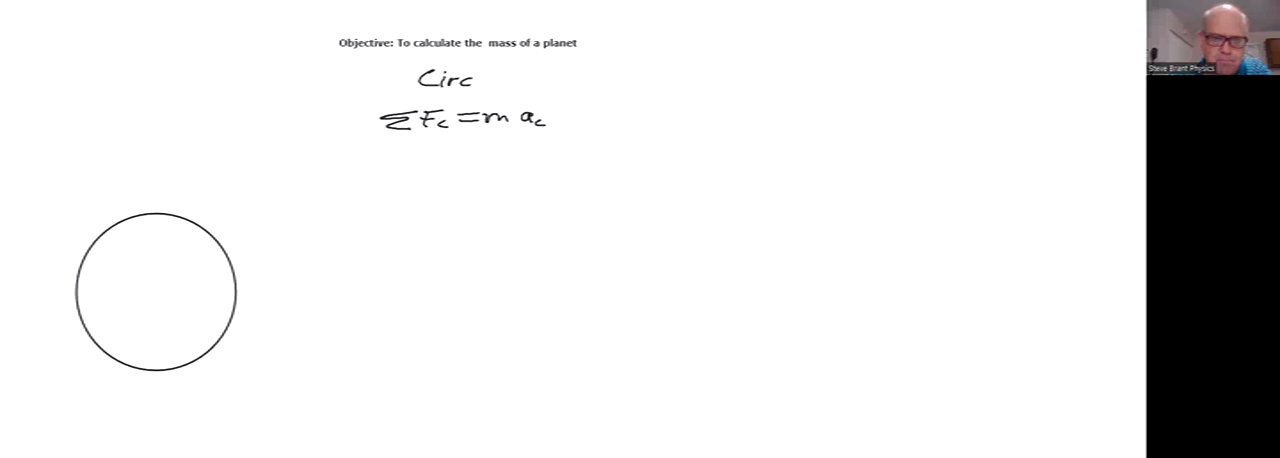 Objective: To calculate the mass of a planet
Circ
ΣFc = m ac
Steve Brant Physics